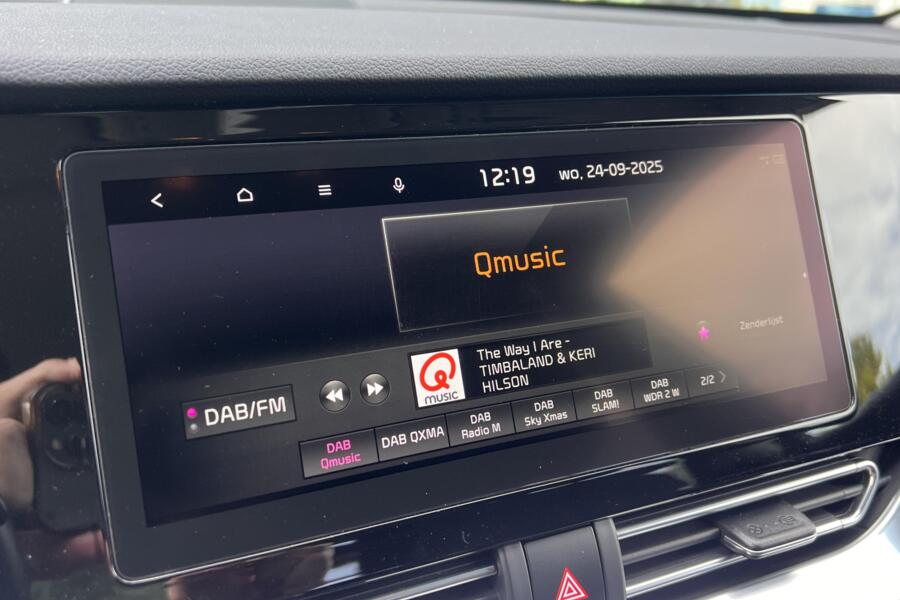 12:19 wo, 24-09-2025
Qmusic
The Way I Are -
TIMBALAND & KERI
HILSON
MUSIC
Zenderlijst
DAB/FM
DAB
Qmusic
DAB QXMA
DAB
Radio M
DAB
Sky Xmas
DAB
SLAM!
DAB
WDR 2 W
2/2